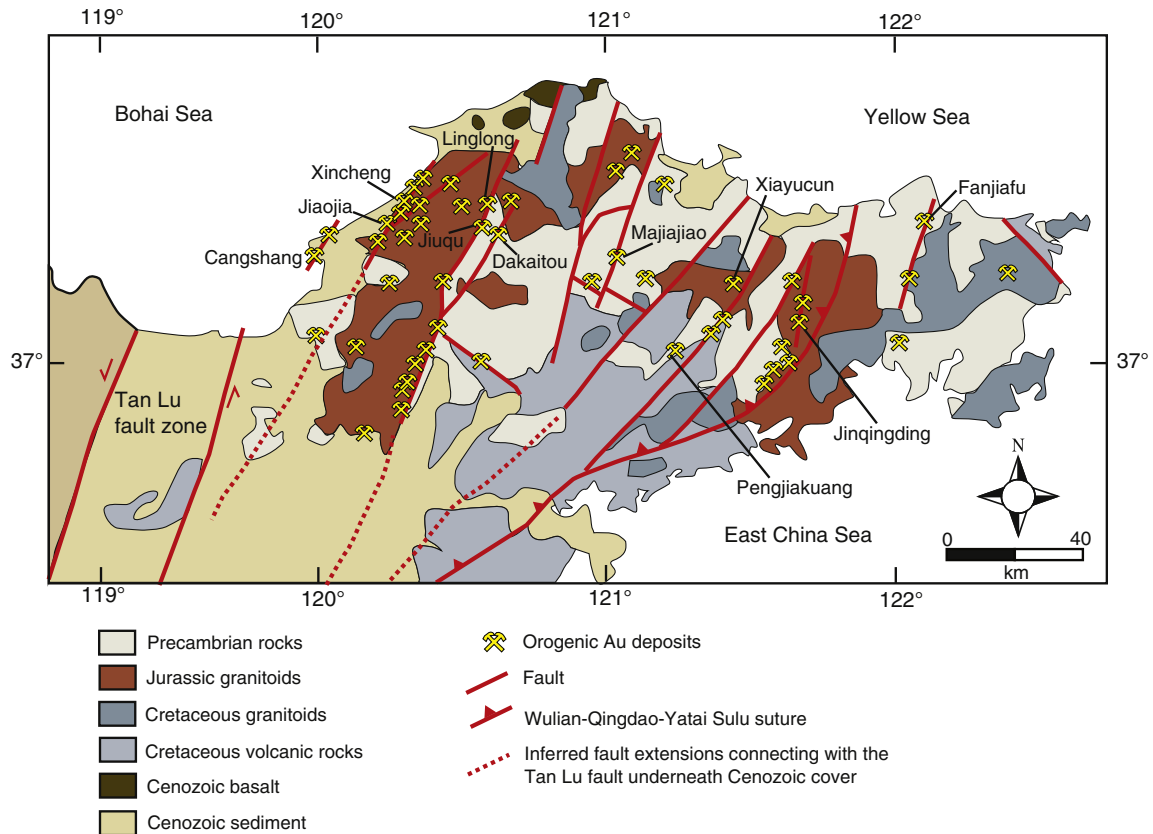 119°
120°
121°
122°
Bohai Sea
Yellow Sea
Linglong
Xincheng
Xiayucun
Fanjiafu
Jiaojia
Jiuqu
Majiajiao
Cangshang
Dakaitou
37°
37°
Tan Lu
fault zone
Jinqingding
N
Pengjiakuang
East China Sea
0 40
km
119°
120°
121°
122°
Precambrian rocks
Jurassic granitoids
Cretaceous granitoids
Cretaceous volcanic rocks
Cenozoic basalt
Cenozoic sediment
Orogenic Au deposits
Fault
Wulian-Qingdao-Yatai Sulu suture
Inferred fault extensions connecting with the
Tan Lu fault underneath Cenozoic cover